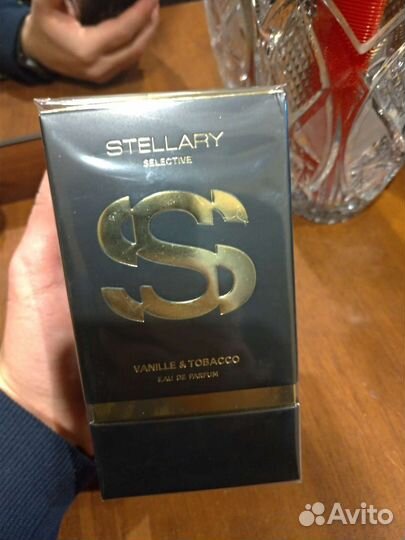 STELLARY
SELECTIVE
S
VANILLE & TOBACCO
EAU DE PARFUM
Avito